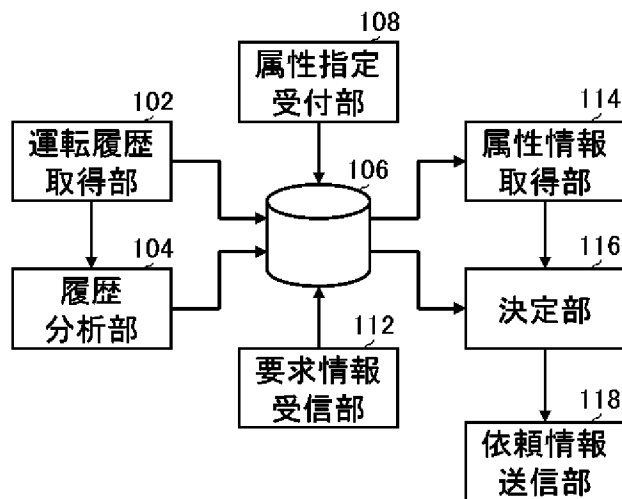 108
属性指定
受付部
102
運転履歴
取得部
114
属性情報
取得部
106
104
履歴
分析部
116
決定部
112
要求情報
受信部
118
依頼情報
送信部